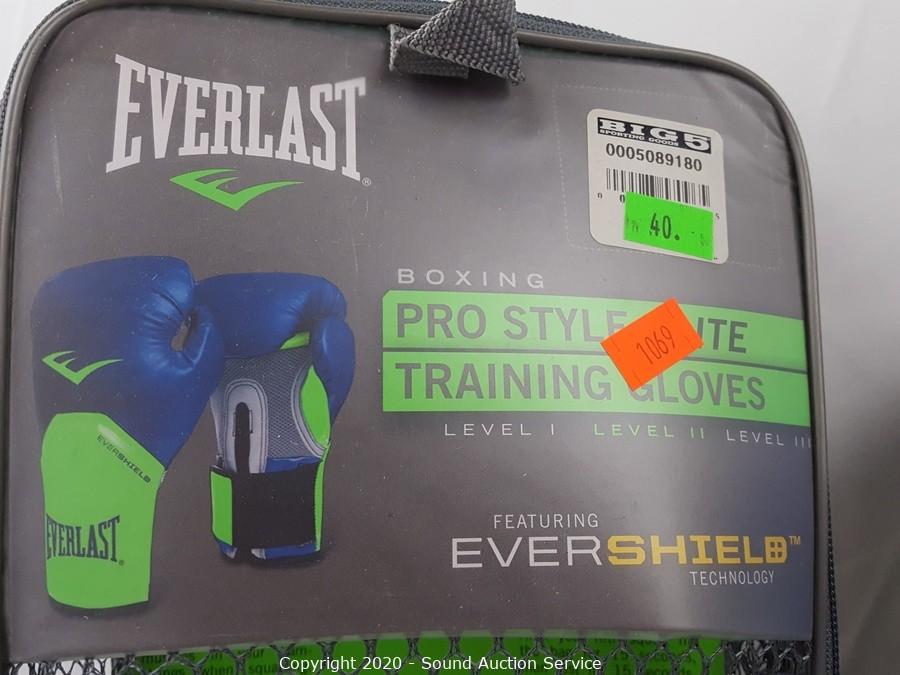 EVERLAST®
BIG 5
SPORTING GOODS
0005089180
40.
BOXING
PRO STYLE ITE
1069
TRAINING GLOVES
LEVEL I LEVEL II LEVEL III
EVERSHIELD
EVERLAST®
FEATURING
EVERSHIELD™
TECHNOLOGY
Copyright 2020 - Sound Auction Service